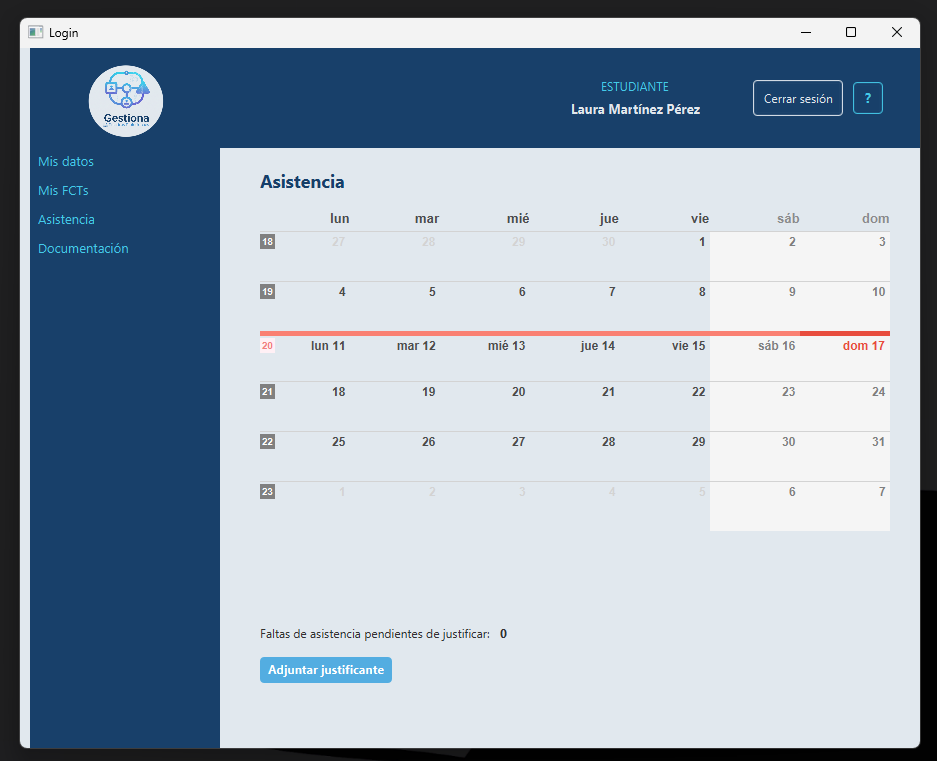 Login
Gestiona
ESTUDIANTE
Laura Martínez Pérez
Cerrar sesión
?
Mis datos
Mis FCTs
Asistencia
Documentación
Asistencia
lun mar mié jue vie sáb dom
18 27 28 29 30 1 2 3
19 4 5 6 7 8 9 10
20 lun 11 mar 12 mié 13 jue 14 vie 15 sáb 16 dom 17
21 18 19 20 21 22 23 24
22 25 26 27 28 29 30 31
23 1 2 3 4 5 6 7
Faltas de asistencia pendientes de justificar: 0
Adjuntar justificante